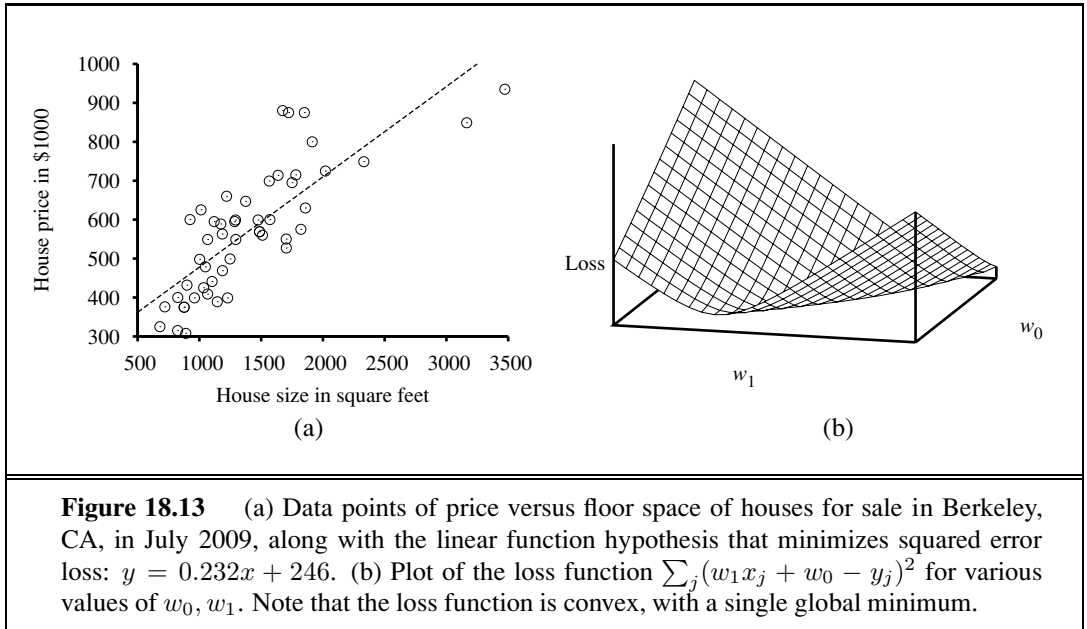 1000
900
800
700
600
500
400
300
House price in $1000
500 1000 1500 2000 2500 3000 3500
House size in square feet
(a)
Loss
w0
w1
(b)
Figure 18.13 (a) Data points of price versus floor space of houses for sale in Berkeley,
CA, in July 2009, along with the linear function hypothesis that minimizes squared error
loss: y = 0.232x + 246. (b) Plot of the loss function ∑j(w1xj + w0 − yj)² for various
values of w0, w1. Note that the loss function is convex, with a single global minimum.